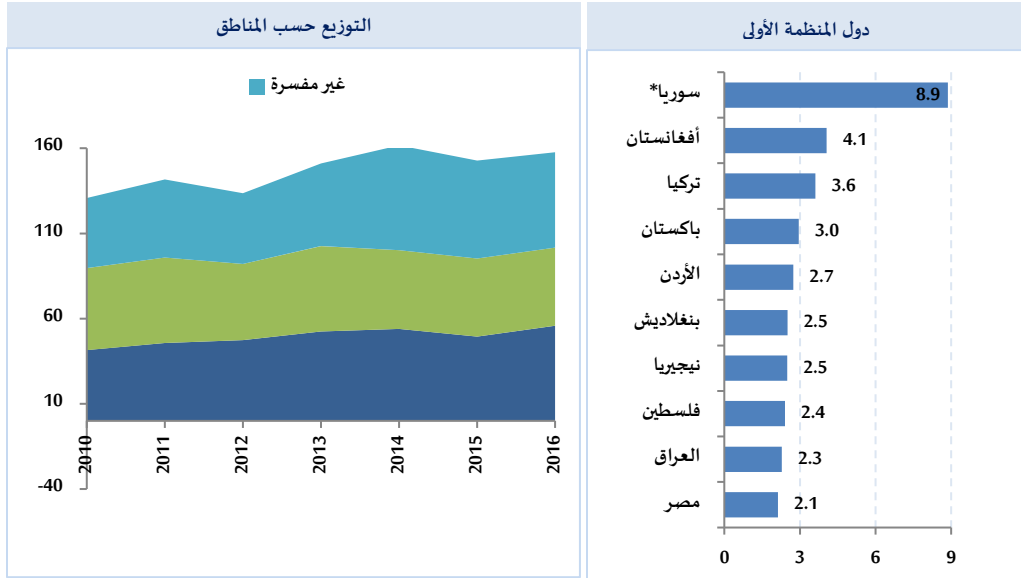 دول المنظمة الأولى
سوريا* 8.9
أفغانستان 4.1
تركيا 3.6
باكستان 3.0
الأردن 2.7
بنغلاديش 2.5
نيجيريا 2.5
فلسطين 2.4
العراق 2.3
مصر 2.1
0 3 6 9
التوزيع حسب المناطق
غير مفسرة
160
110
60
10
-40
2010 2011 2012 2013 2014 2015 2016